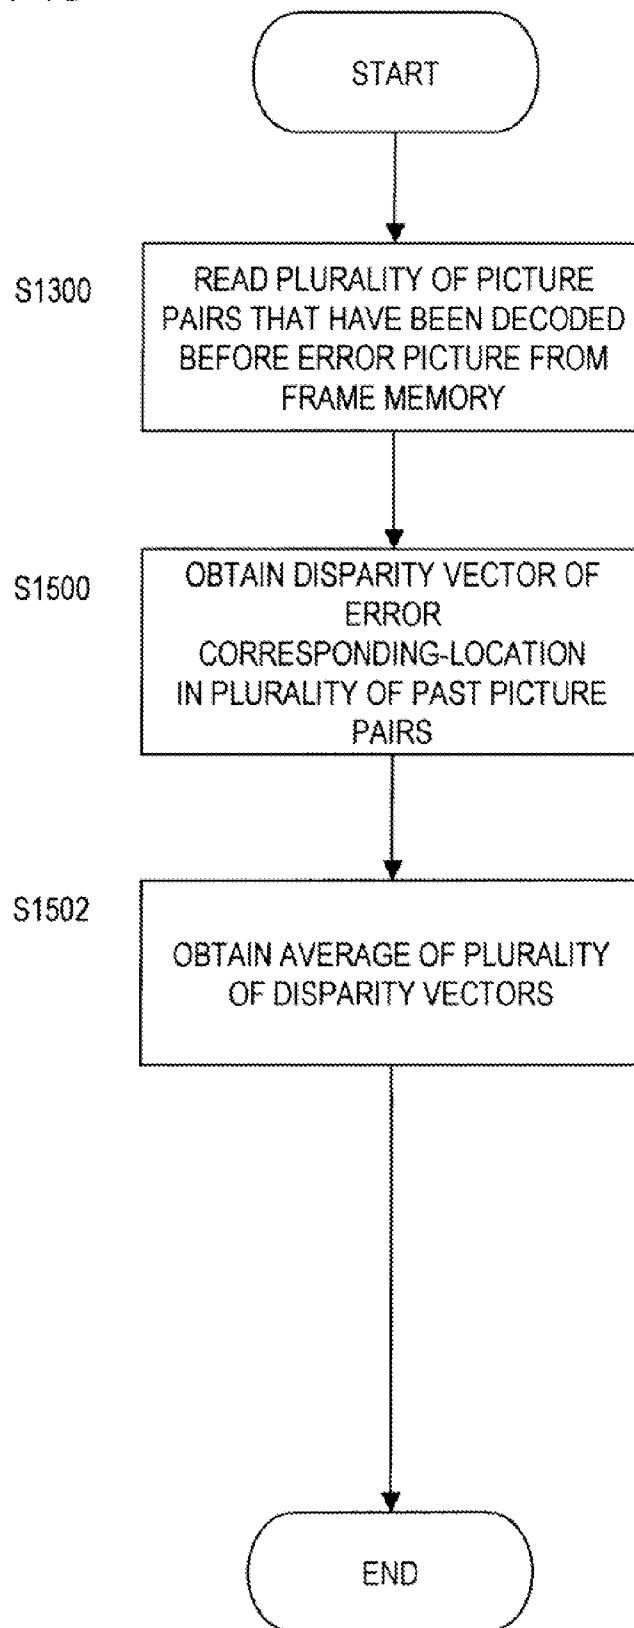 START
S1300
READ PLURALITY OF PICTURE
PAIRS THAT HAVE BEEN DECODED
BEFORE ERROR PICTURE FROM
FRAME MEMORY
S1500
OBTAIN DISPARITY VECTOR OF
ERROR
CORRESPONDING-LOCATION
IN PLURALITY OF PAST PICTURE
PAIRS
S1502
OBTAIN AVERAGE OF PLURALITY
OF DISPARITY VECTORS
END